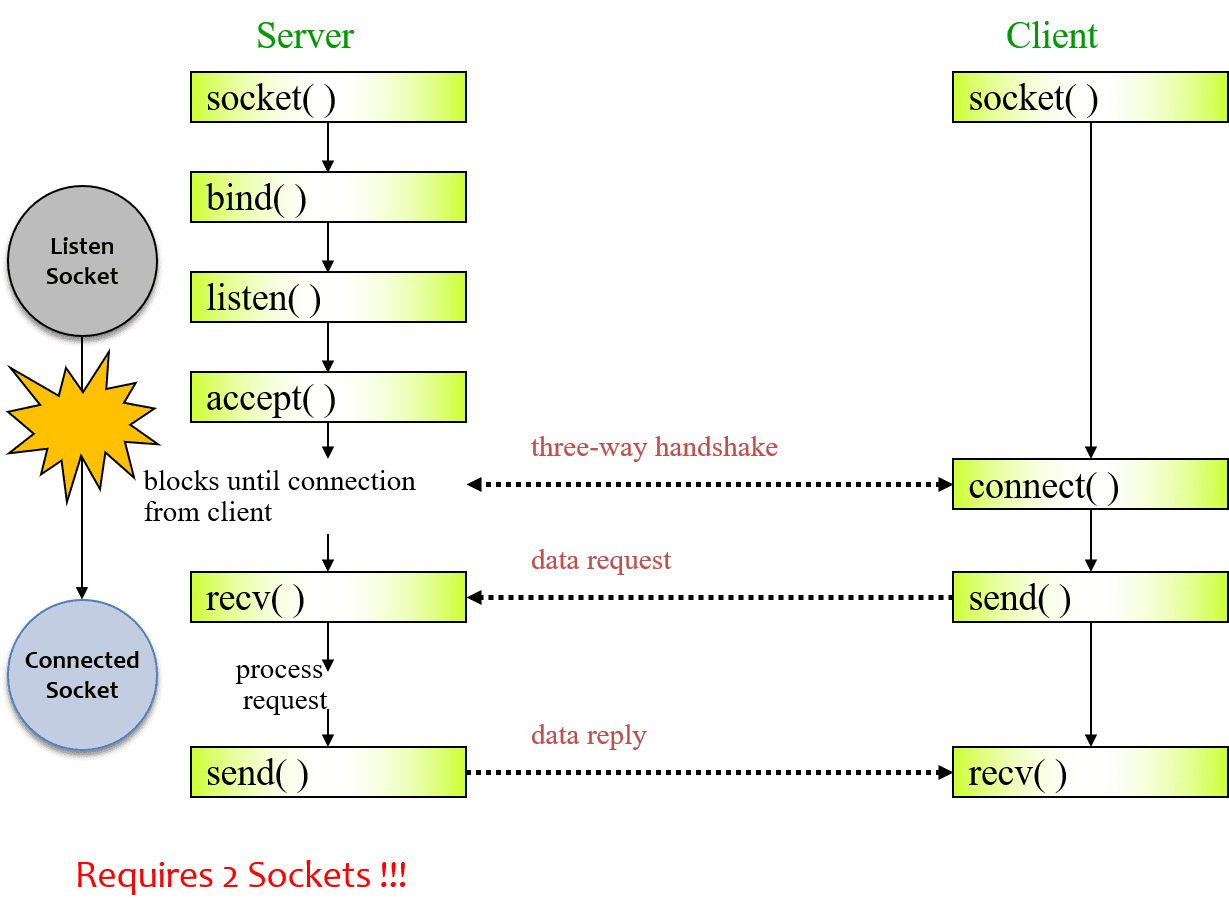 Server
Client
socket( )
socket( )
bind( )
Listen
Socket
listen( )
accept( )
three-way handshake
blocks until connection
from client
connect( )
data request
recv( )
send( )
Connected
Socket
process
request
data reply
send( )
recv( )
Requires 2 Sockets !!!